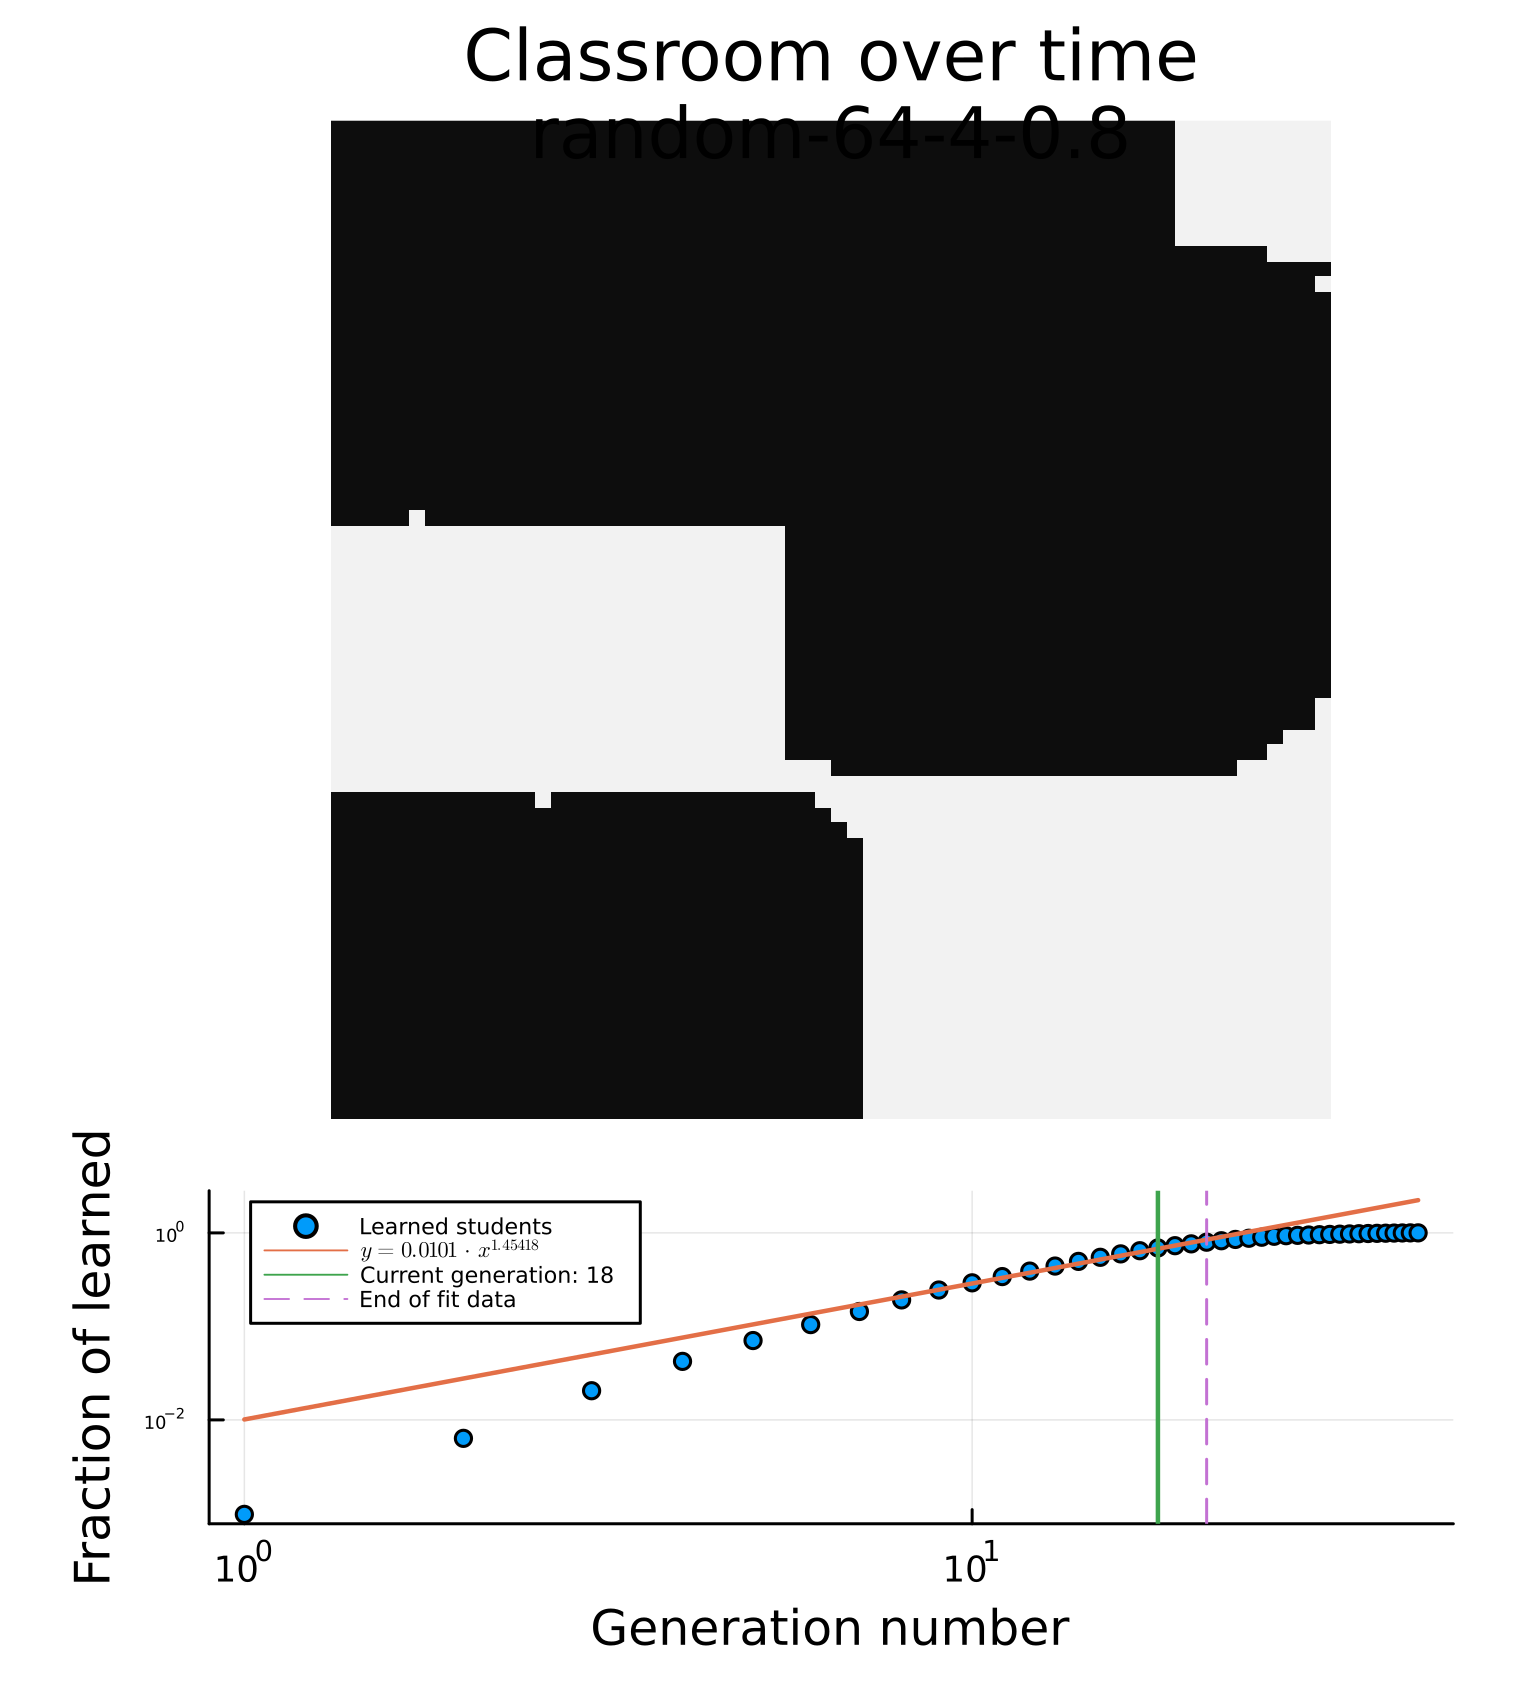 Classroom over time
random-64-4-0.8
Fraction of learned
10^0
10^−2
Learned students
y = 0.0101 · x^1.45418
Current generation: 18
End of fit data
10^0
10^1
Generation number